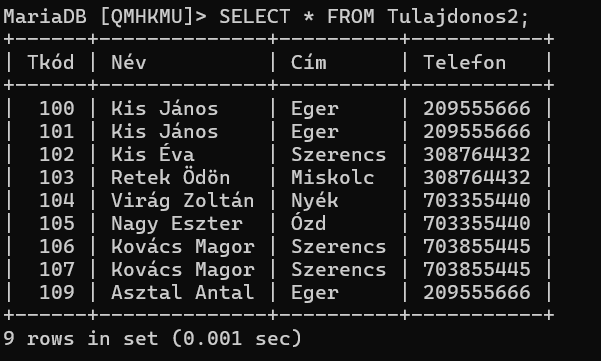 MariaDB [QMHKMU]> SELECT * FROM Tulajdonos2;
+------+--------------+----------+-----------+
| Tkód | Név          | Cím      | Telefon   |
+------+--------------+----------+-----------+
|  100 | Kis János    | Eger     | 209555666 |
|  101 | Kis János    | Eger     | 209555666 |
|  102 | Kis Éva      | Szerencs | 308764432 |
|  103 | Retek Ödön   | Miskolc  | 308764432 |
|  104 | Virág Zoltán | Nyék     | 703355440 |
|  105 | Nagy Eszter  | Ózd      | 703355440 |
|  106 | Kovács Magor | Szerencs | 703855445 |
|  107 | Kovács Magor | Szerencs | 703855445 |
|  109 | Asztal Antal | Eger     | 209555666 |
+------+--------------+----------+-----------+
9 rows in set (0.001 sec)